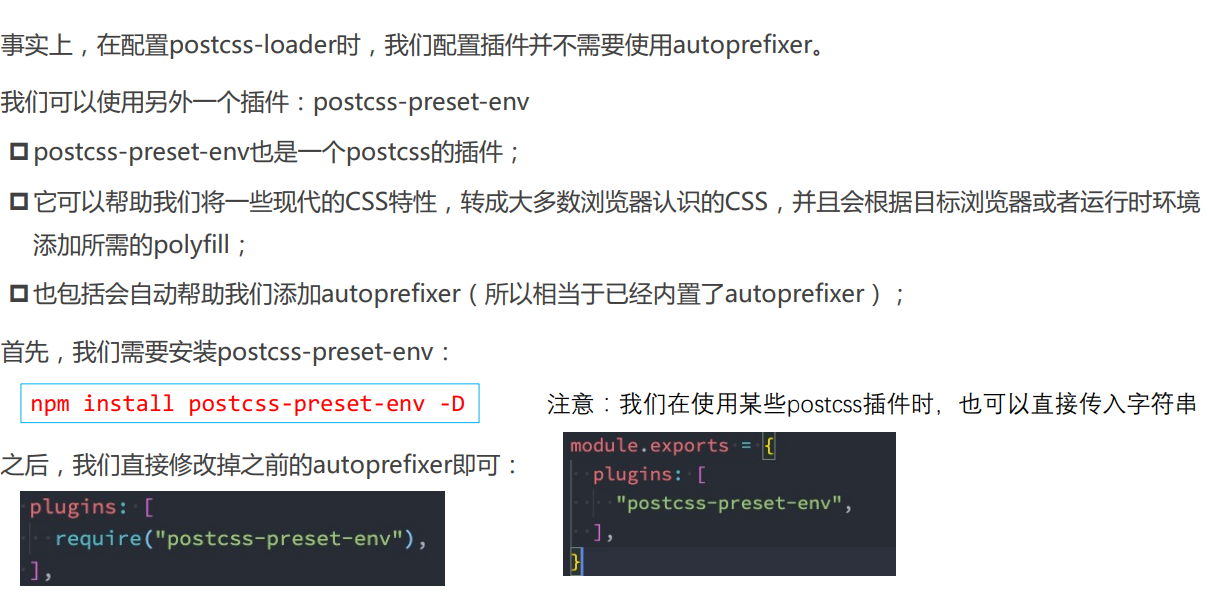 事实上，在配置postcss-loader时，我们配置插件并不需要使用autoprefixer。
我们可以使用另外一个插件：postcss-preset-env
postcss-preset-env也是一个postcss的插件；
它可以帮助我们将一些现代的CSS特性，转成大多数浏览器认识的CSS，并且会根据目标浏览器或者运行时环境
添加所需的polyfill；
也包括会自动帮助我们添加autoprefixer（所以相当于已经内置了autoprefixer）；
首先，我们需要安装postcss-preset-env：
npm install postcss-preset-env -D
之后，我们直接修改掉之前的autoprefixer即可：
plugins: [
require("postcss-preset-env"),
],
注意：我们在使用某些postcss插件时，也可以直接传入字符串
module.exports = {
plugins: [
"postcss-preset-env",
],
}